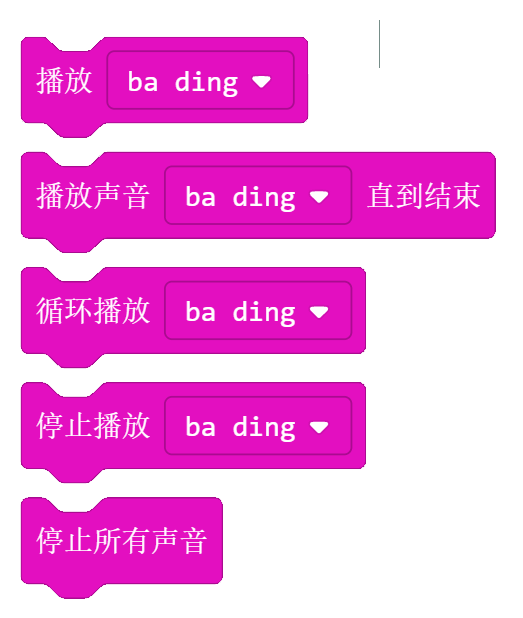 播放 ba ding
播放声音 ba ding 直到结束
循环播放 ba ding
停止播放 ba ding
停止所有声音